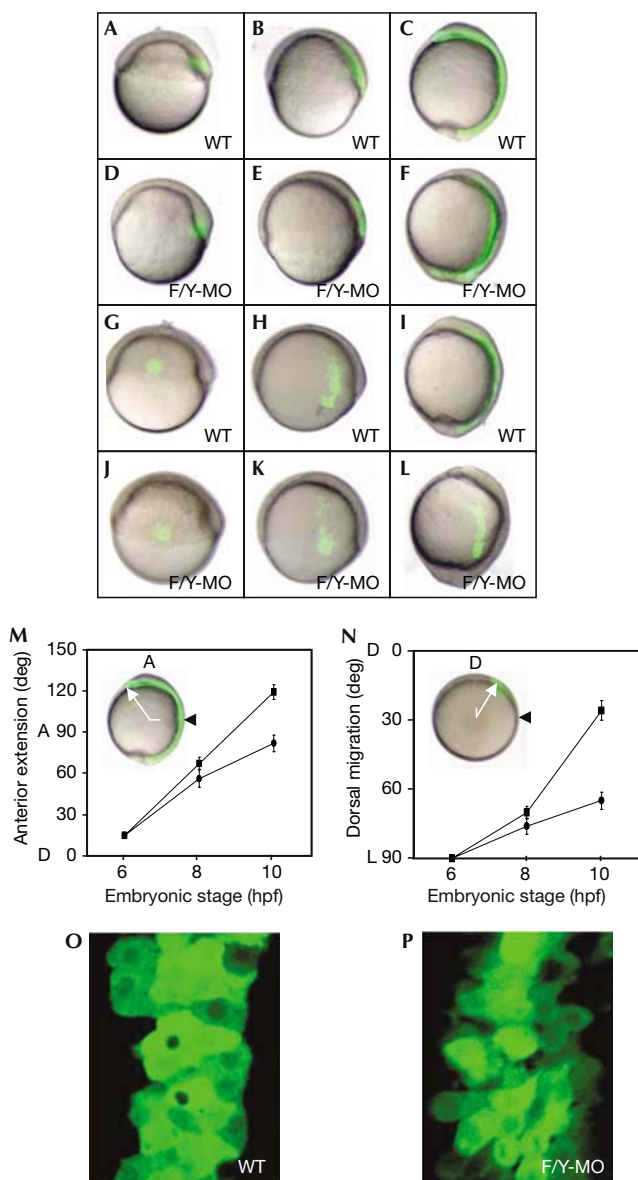 A B C
WT WT WT
D E F
F/Y-MO F/Y-MO F/Y-MO
G H I
WT WT WT
J K L
F/Y-MO F/Y-MO F/Y-MO
M
150
120
90
60
30
0
A
D
Anterior extension (deg)
A
6 8 10
Embryonic stage (hpf)
N
D 0
30
60
L 90
Dorsal migration (deg)
D
6 8 10
Embryonic stage (hpf)
O P
WT F/Y-MO